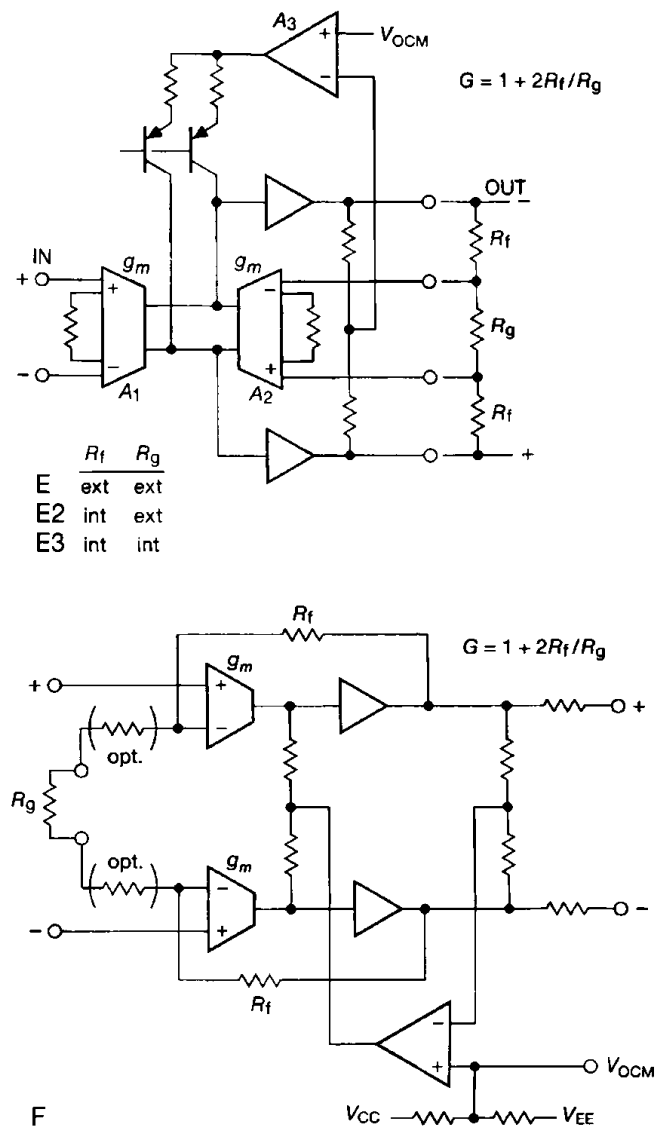 A3
+
VOCM
−
G = 1 + 2Rf/Rg
OUT −
Rf
IN
gm
gm
+
+
−
Rg
−
−
+
A1
A2
Rf
+
Rf Rg
E ext ext
E2 int ext
E3 int int
Rf
G = 1 + 2Rf/Rg
gm
+
+
−
+
(opt.)
Rg
(opt.)
gm
−
−
+
−
Rf
−
+
VOCM
VCC
VEE
F